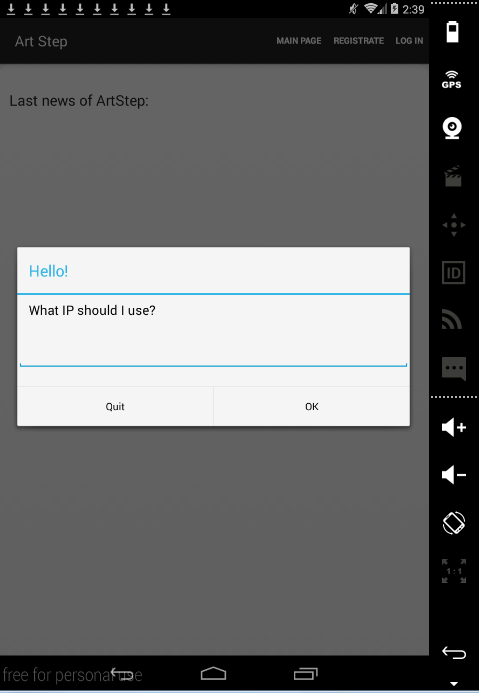 2:39
Art Step
MAIN PAGE REGISTRATE LOG IN
GPS
Last news of ArtStep:
ID
Hello!
What IP should I use?
Quit OK
1:1
free for personal use